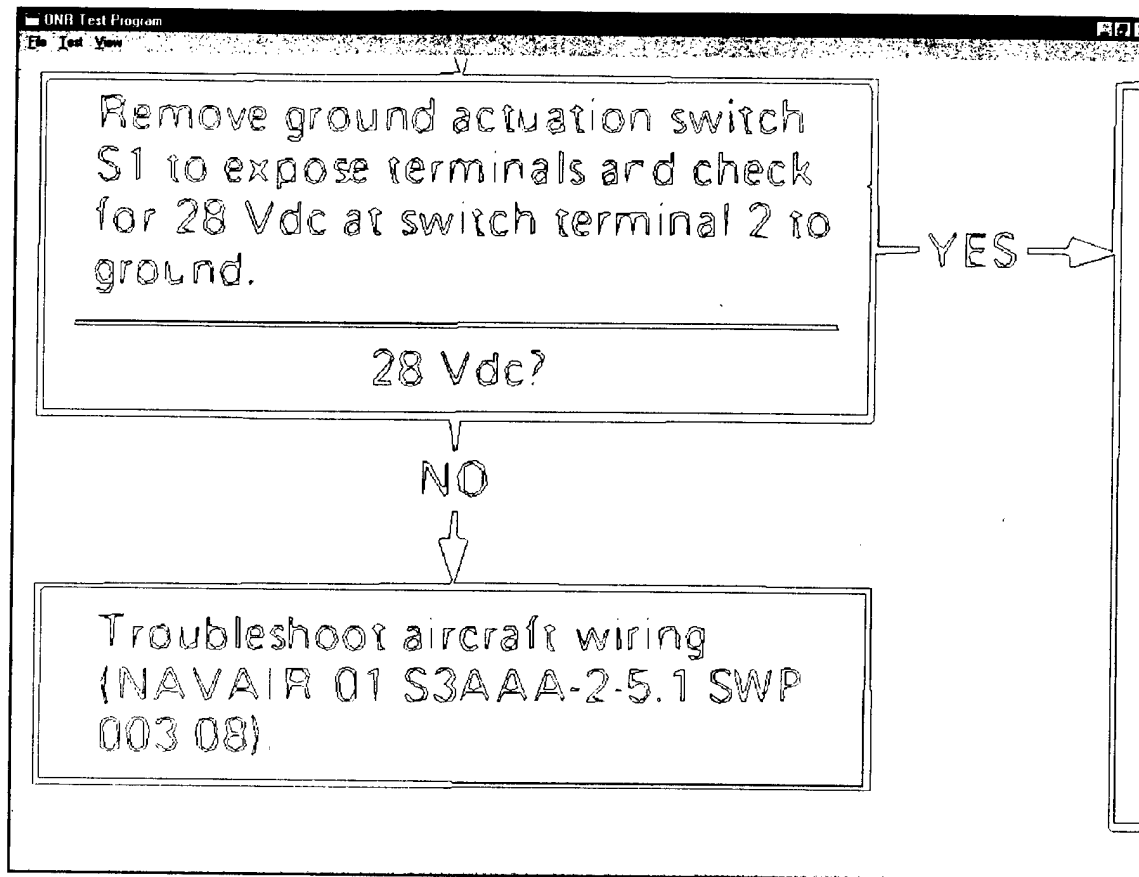 ONR Test Program
File Test View
Remove ground actuation switch
S1 to expose terminals and check
for 28 Vdc at switch terminal 2 to
ground.
28 Vdc?
YES
NO
Troubleshoot aircraft wiring
(NAVAIR 01 S3AAA-2-5.1 SWP
003 08).